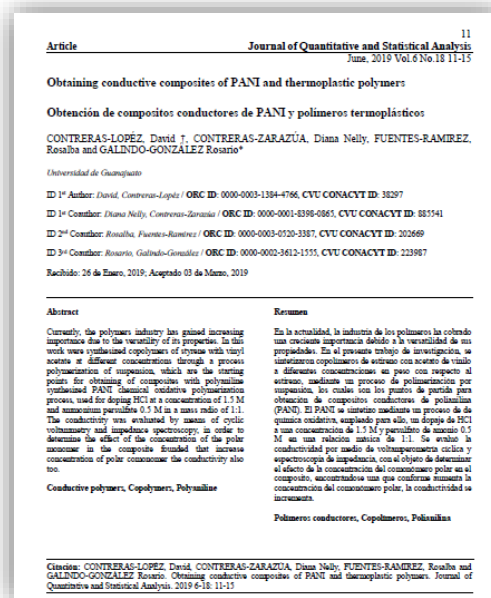 11
Article Journal of Quantitative and Statistical Analysis
June, 2019 Vol.6 No.18 11-15
Obtaining conductive composites of PANI and thermoplastic polymers
Obtención de compositos conductores de PANI y polímeros termoplásticos
CONTRERAS-LOPÉZ, David †, CONTRERAS-ZARAZÚA, Diana Nelly, FUENTES-RAMIREZ,
Rosalba and GALINDO-GONZÁLEZ Rosario*
Universidad de Guanajuato
ID 1st Author: David, Contreras-Lopéz / ORC ID: 0000-0003-1384-4766, CVU CONACYT ID: 38297
ID 1st Coauthor: Diana Nelly, Contreras-Zarazúa / ORC ID: 0000-0001-8398-0865, CVU CONACYT ID: 885541
ID 2nd Coauthor: Rosalba, Fuentes-Ramirez / ORC ID: 0000-0003-0520-3387, CVU CONACYT ID: 202669
ID 3rd Coauthor: Rosario, Galindo-González / ORC ID: 0000-0002-3612-1555, CVU CONACYT ID: 223987
Recibido: 26 de Enero, 2019; Aceptado 03 de Marzo, 2019
Abstract
Currently, the polymers industry has gained increasing
importance due to the versatility of its properties. In this
work were synthesized copolymers of styrene with vinyl
acetate at different concentrations through a process
polymerization of suspension, which are the starting
points for obtaining of composites with polyaniline
synthesized PANI chemical oxidative polymerization
process, used for doping HCl at a concentration of 1.5 M
and ammonium persulfate 0.5 M in a mass radio of 1:1.
The conductivity was evaluated by means of cyclic
voltammetry and impedance spectroscopy, in order to
determine the effect of the concentration of the polar
monomer in the composite founded that increase
concentration of polar comonomer the conductivity also
too.
Conductive polymers, Copolymers, Polyaniline
Resumen
En la actualidad, la industria de los polímeros ha cobrado
una creciente importancia debido a la versatilidad de sus
propiedades. En el presente trabajo de investigación, se
sintetizaron copolímeros de estireno con acetato de vinilo
a diferentes concentraciones en peso con respecto al
estireno, mediante un proceso de polimerización por
suspensión, los cuales son los puntos de partida para
obtención de compositos conductores de polianilina
(PANI). El PANI se sintetizo mediante un proceso de de
química oxidativa, empleado para ello, un dopaje de HCl
a una concentración de 1.5 M y persulfato de amonio 0.5
M en una relación másica de 1:1. Se evaluó la
conductividad por medio de voltamperometría cíclica y
espectroscopia de impedancia, con el objeto de determinar
el efecto de la concentración del comonómero polar en el
composito, encontrándose una que conforme aumenta la
concentración del comonómero polar, la conductividad se
incrementa.
Polímeros conductores, Copolímeros, Polianilina
Citación: CONTRERAS-LOPÉZ, David, CONTRERAS-ZARAZÚA, Diana Nelly, FUENTES-RAMIREZ, Rosalba and
GALINDO-GONZÁLEZ Rosario. Obtaining conductive composites of PANI and thermoplastic polymers. Journal of
Quantitative and Statistical Analysis. 2019 6-18: 11-15